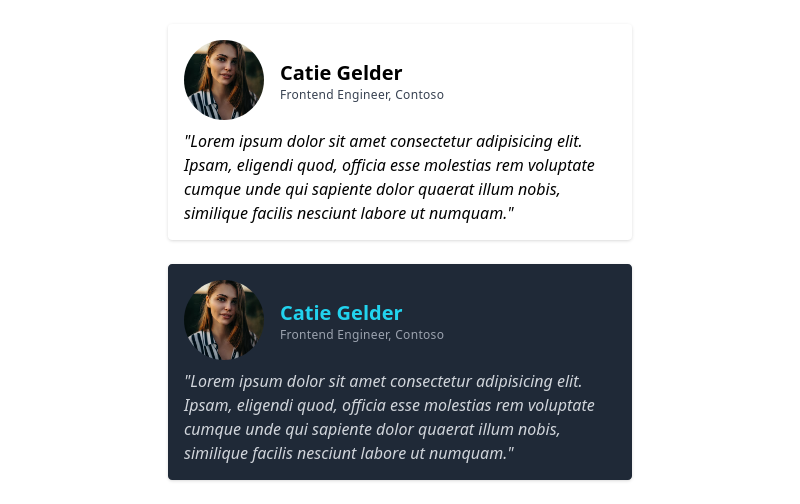 Catie Gelder
Frontend Engineer, Contoso
"Lorem ipsum dolor sit amet consectetur adipisicing elit.
Ipsam, eligendi quod, officia esse molestias rem voluptate
cumque unde qui sapiente dolor quaerat illum nobis,
similique facilis nesciunt labore ut numquam."
Catie Gelder
Frontend Engineer, Contoso
"Lorem ipsum dolor sit amet consectetur adipisicing elit.
Ipsam, eligendi quod, officia esse molestias rem voluptate
cumque unde qui sapiente dolor quaerat illum nobis,
similique facilis nesciunt labore ut numquam."